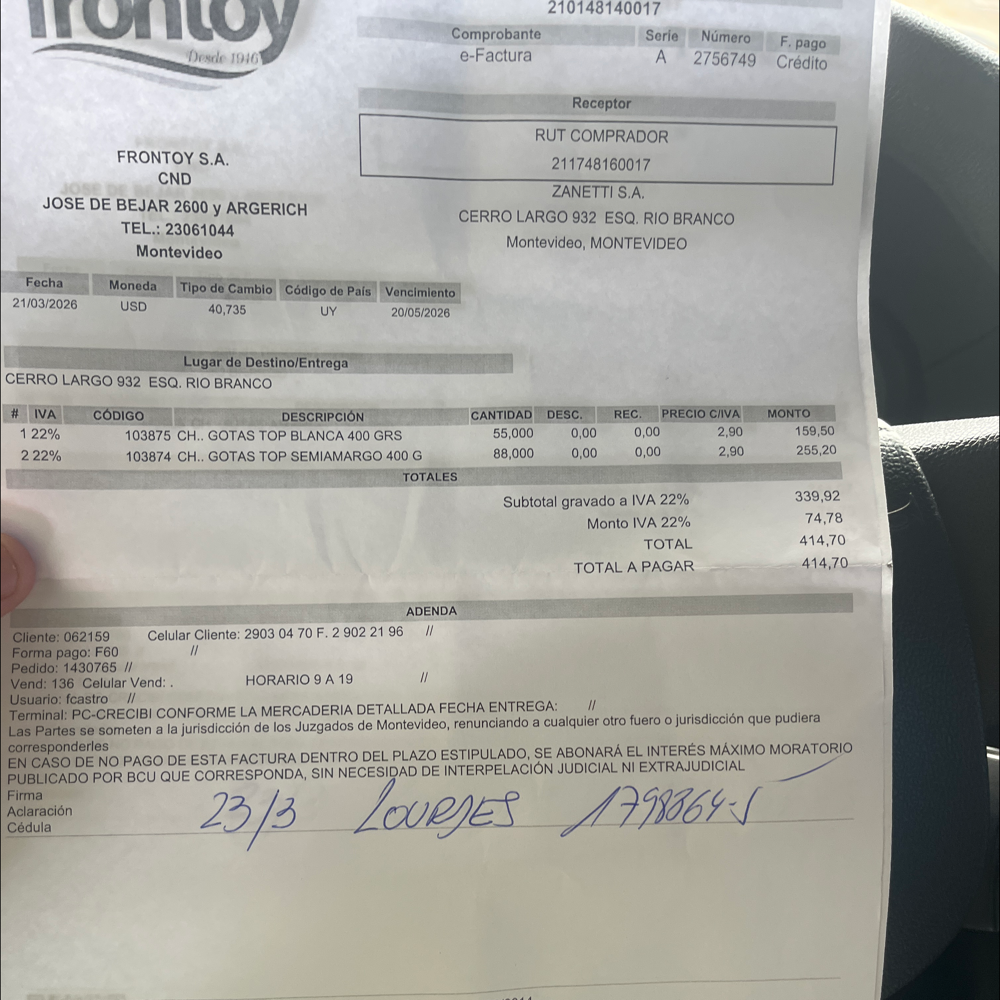 frontoy
Desde 1946
210148140017
Comprobante Serie Número F. pago
e-Factura A 2756749 Crédito
Receptor
RUT COMPRADOR
211748160017
ZANETTI S.A.
CERRO LARGO 932 ESQ. RIO BRANCO
Montevideo, MONTEVIDEO
FRONTOY S.A.
CND
JOSE DE BEJAR 2600 y ARGERICH
TEL.: 23061044
Montevideo
Fecha Moneda Tipo de Cambio Código de País Vencimiento
21/03/2026 USD 40,735 UY 20/05/2026
Lugar de Destino/Entrega
CERRO LARGO 932 ESQ. RIO BRANCO
# IVA CÓDIGO DESCRIPCIÓN CANTIDAD DESC. REC. PRECIO C/IVA MONTO
1 22% 103875 CH.. GOTAS TOP BLANCA 400 GRS 55,000 0,00 0,00 2,90 159,50
2 22% 103874 CH.. GOTAS TOP SEMIAMARGO 400 G 88,000 0,00 0,00 2,90 255,20
TOTALES
Subtotal gravado a IVA 22% 339,92
Monto IVA 22% 74,78
TOTAL 414,70
TOTAL A PAGAR 414,70
ADENDA
Cliente: 062159 Celular Cliente: 2903 04 70 F. 2 902 21 96 //
Forma pago: F60 //
Pedido: 1430765 //
Vend: 136 Celular Vend: . HORARIO 9 A 19 //
Usuario: fcastro //
Terminal: PC-CRECIBI CONFORME LA MERCADERIA DETALLADA FECHA ENTREGA: //
Las Partes se someten a la jurisdicción de los Juzgados de Montevideo, renunciando a cualquier otro fuero o jurisdicción que pudiera
corresponderles
EN CASO DE NO PAGO DE ESTA FACTURA DENTRO DEL PLAZO ESTIPULADO, SE ABONARÁ EL INTERÉS MÁXIMO MORATORIO
PUBLICADO POR BCU QUE CORRESPONDA, SIN NECESIDAD DE INTERPELACIÓN JUDICIAL NI EXTRAJUDICIAL
Firma
Aclaración
Cédula
23/3 LOURDES 1798364-5